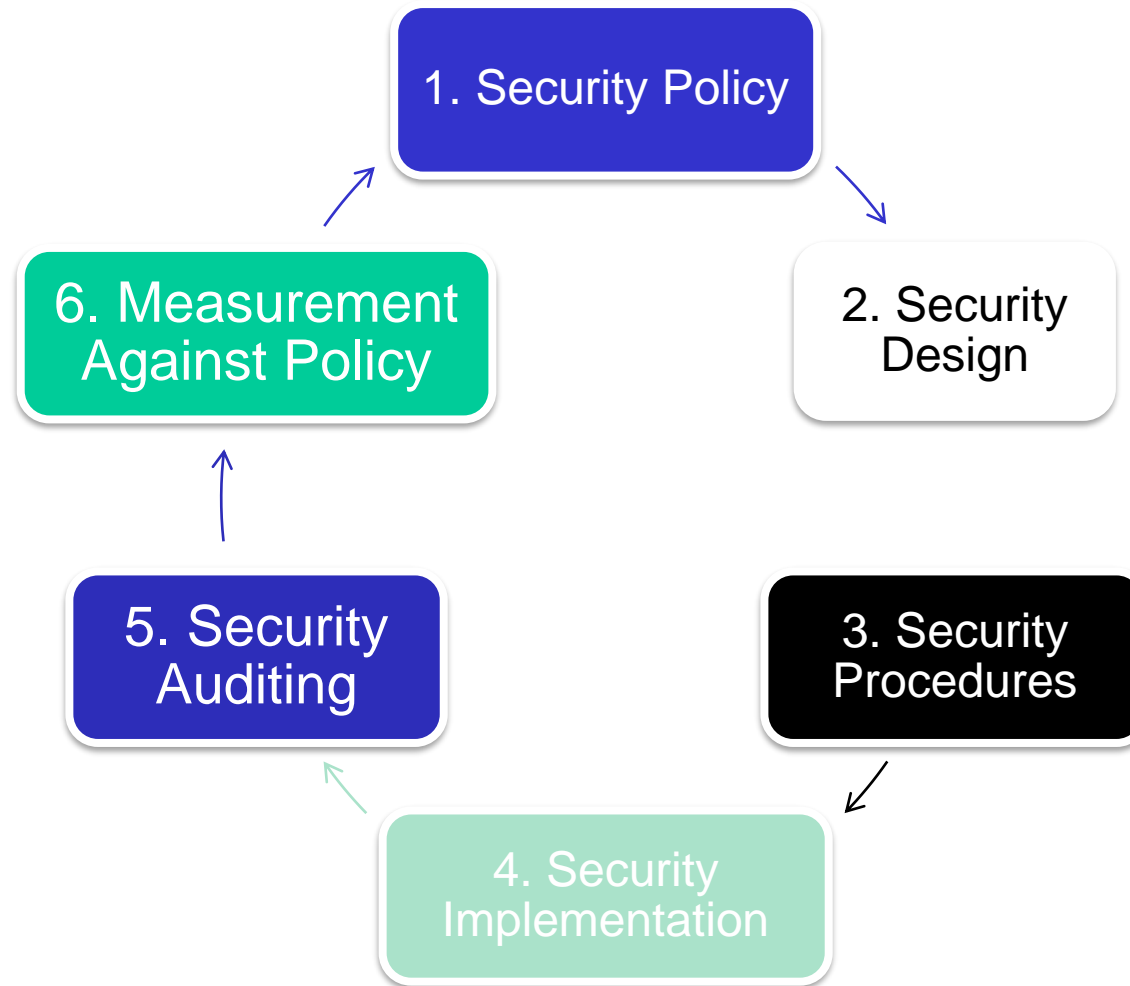 1. Security Policy
2. Security
Design
3. Security
Procedures
4. Security
Implementation
5. Security
Auditing
6. Measurement
Against Policy